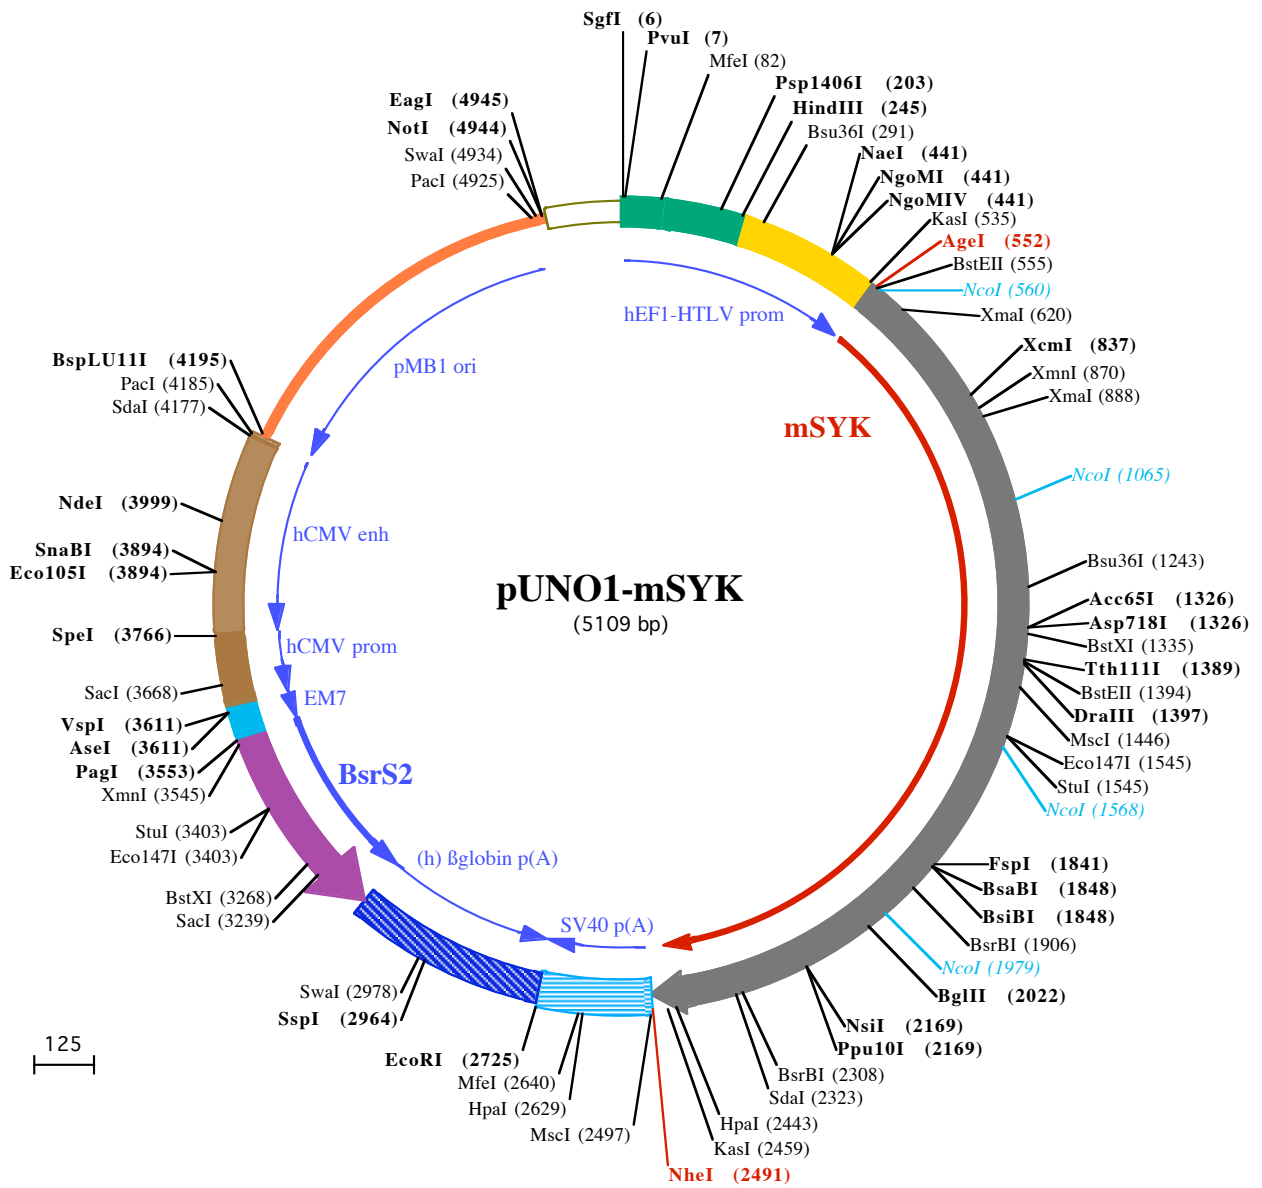 SgfI (6)
PvuI (7)
MfeI (82)
Psp1406I (203)
HindIII (245)
Bsu36I (291)
NaeI (441)
NgoMI (441)
NgoMIV (441)
KasI (535)
AgeI (552)
BstEII (555)
NcoI (560)
XmaI (620)
XcmI (837)
XmnI (870)
XmaI (888)
NcoI (1065)
Bsu36I (1243)
Acc65I (1326)
Asp718I (1326)
BstXI (1335)
Tth111I (1389)
BstEII (1394)
DraIII (1397)
MscI (1446)
Eco147I (1545)
StuI (1545)
NcoI (1568)
FspI (1841)
BsaBI (1848)
BsiBI (1848)
BsrBI (1906)
NcoI (1979)
BglII (2022)
NsiI (2169)
Ppu10I (2169)
BsrBI (2308)
SdaI (2323)
HpaI (2443)
KasI (2459)
NheI (2491)
MscI (2497)
HpaI (2629)
MfeI (2640)
EcoRI (2725)
SspI (2964)
SwaI (2978)
SacI (3239)
BstXI (3268)
Eco147I (3403)
StuI (3403)
XmnI (3545)
PagI (3553)
AseI (3611)
VspI (3611)
SacI (3668)
SpeI (3766)
Eco105I (3894)
SnaBI (3894)
NdeI (3999)
SdaI (4177)
PacI (4185)
BspLU11I (4195)
PacI (4925)
SwaI (4934)
NotI (4944)
EagI (4945)
hEF1-HTLV prom
mSYK
pMB1 ori
hCMV enh
hCMV prom
EM7
BsrS2
(h) ßglobin p(A)
SV40 p(A)
pUNO1-mSYK
(5109 bp)
125